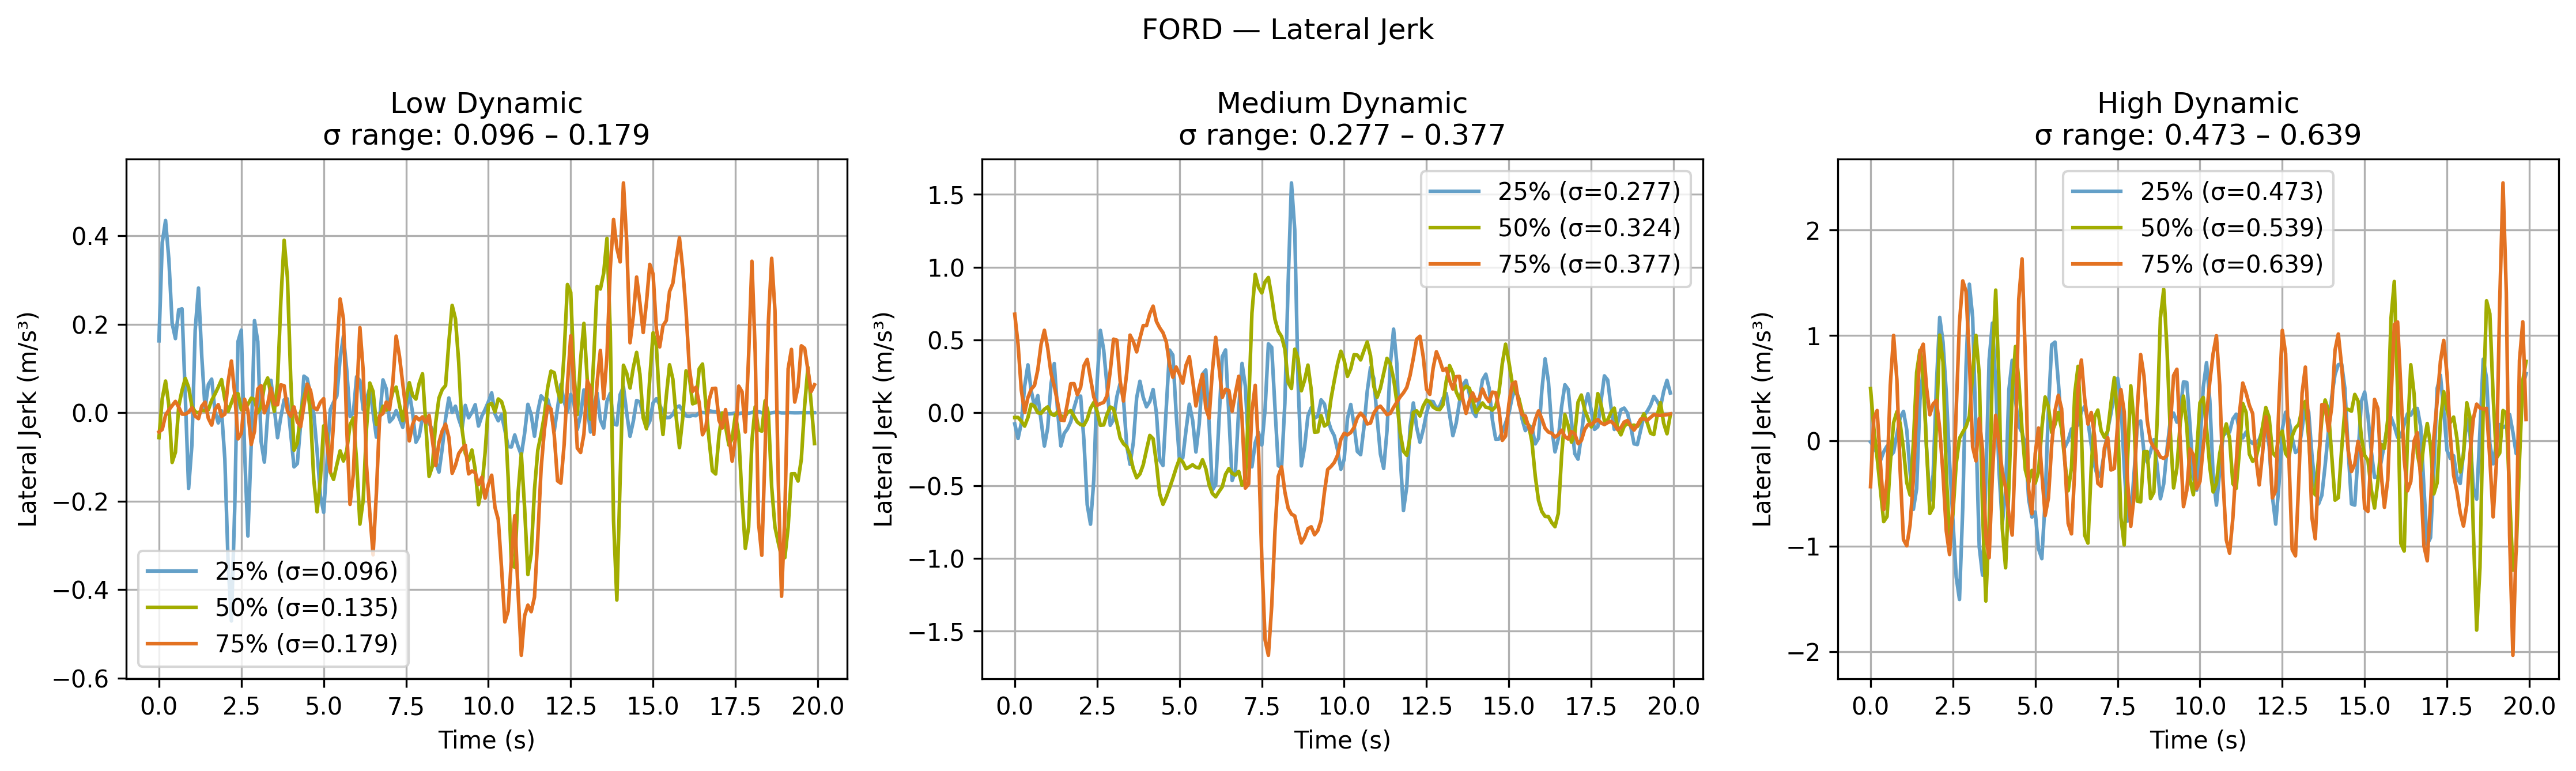 FORD — Lateral Jerk
Low Dynamic
σ range: 0.096 – 0.179
Lateral Jerk (m/s³)
0.4
0.2
0.0
−0.2
−0.4
−0.6
25% (σ=0.096)
50% (σ=0.135)
75% (σ=0.179)
0.0 2.5 5.0 7.5 10.0 12.5 15.0 17.5 20.0
Time (s)
Medium Dynamic
σ range: 0.277 – 0.377
Lateral Jerk (m/s³)
1.5
1.0
0.5
0.0
−0.5
−1.0
−1.5
25% (σ=0.277)
50% (σ=0.324)
75% (σ=0.377)
0.0 2.5 5.0 7.5 10.0 12.5 15.0 17.5 20.0
Time (s)
High Dynamic
σ range: 0.473 – 0.639
Lateral Jerk (m/s³)
2
1
0
−1
−2
25% (σ=0.473)
50% (σ=0.539)
75% (σ=0.639)
0.0 2.5 5.0 7.5 10.0 12.5 15.0 17.5 20.0
Time (s)